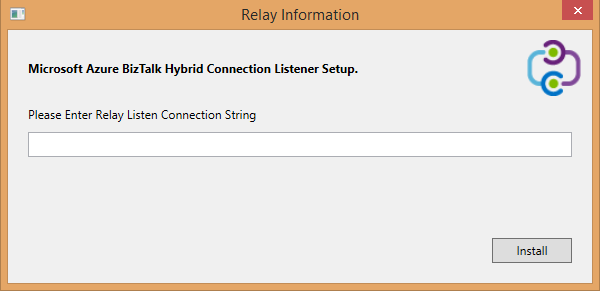 Relay Information
Microsoft Azure BizTalk Hybrid Connection Listener Setup.
Please Enter Relay Listen Connection String
Install